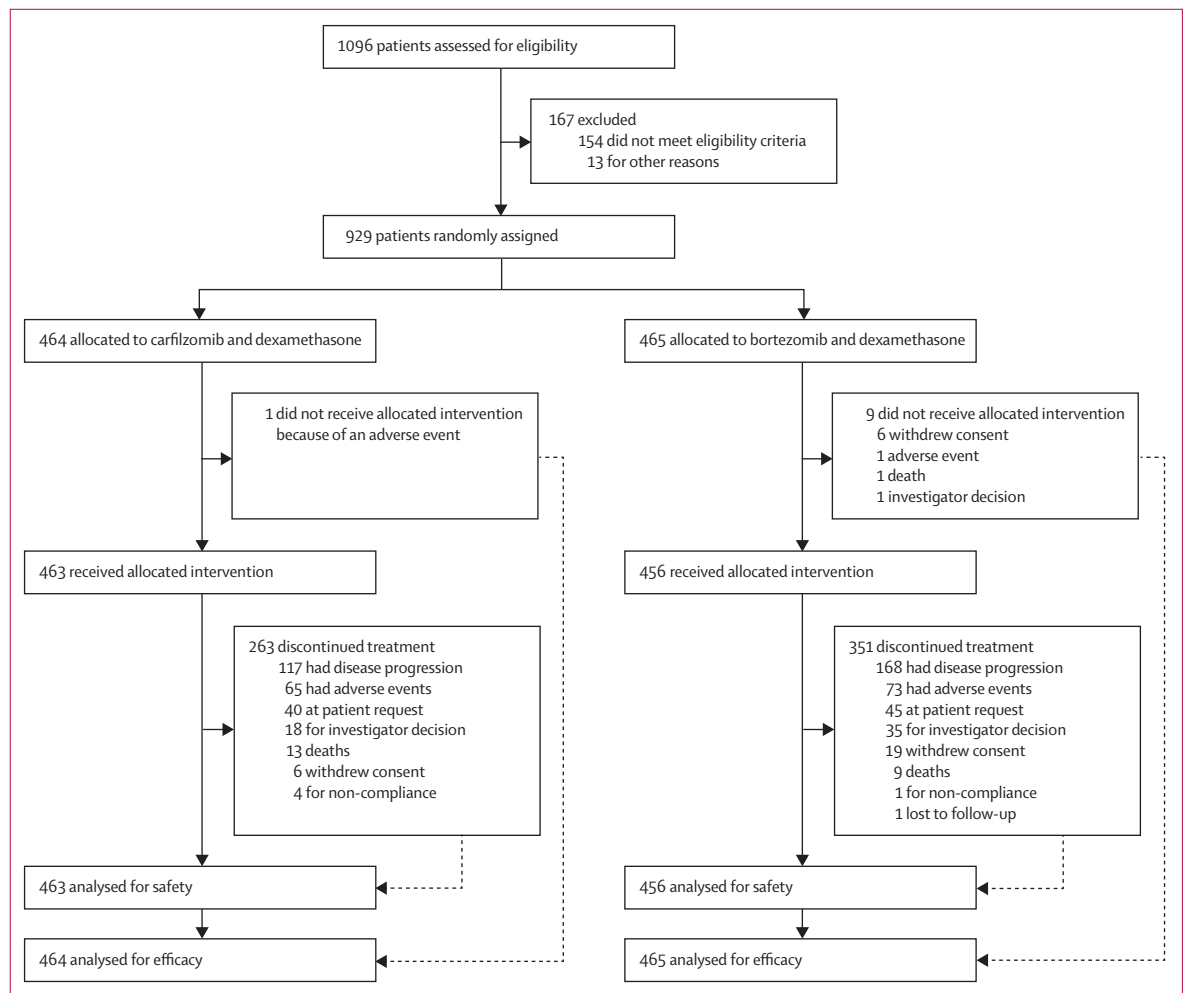 1096 patients assessed for eligibility
167 excluded
154 did not meet eligibility criteria
13 for other reasons
929 patients randomly assigned
464 allocated to carfilzomib and dexamethasone
465 allocated to bortezomib and dexamethasone
1 did not receive allocated intervention
because of an adverse event
9 did not receive allocated intervention
6 withdrew consent
1 adverse event
1 death
1 investigator decision
463 received allocated intervention
456 received allocated intervention
263 discontinued treatment
117 had disease progression
65 had adverse events
40 at patient request
18 for investigator decision
13 deaths
6 withdrew consent
4 for non-compliance
351 discontinued treatment
168 had disease progression
73 had adverse events
45 at patient request
35 for investigator decision
19 withdrew consent
9 deaths
1 for non-compliance
1 lost to follow-up
463 analysed for safety
456 analysed for safety
464 analysed for efficacy
465 analysed for efficacy